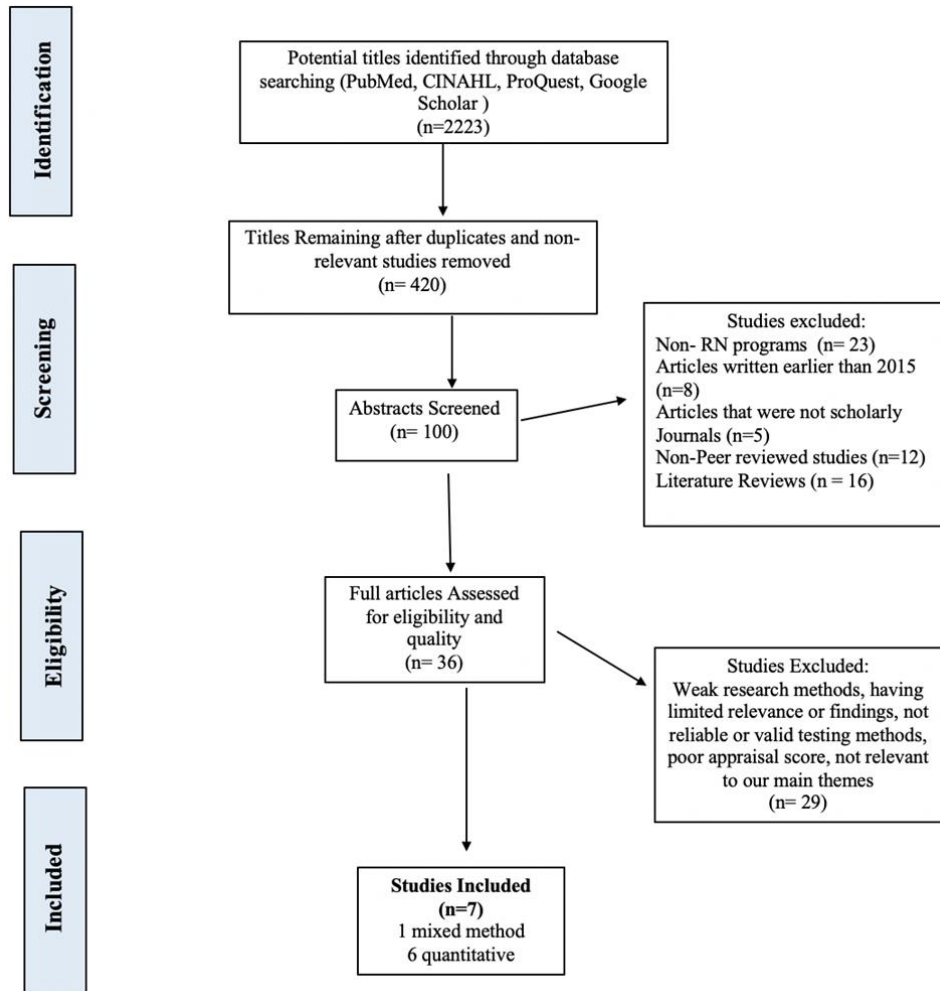 Identification
Potential titles identified through database
searching (PubMed, CINAHL, ProQuest, Google
Scholar )
(n=2223)
Titles Remaining after duplicates and non-
relevant studies removed
(n= 420)
Screening
Abstracts Screened
(n= 100)
Studies excluded:
Non- RN programs (n= 23)
Articles written earlier than 2015
(n=8)
Articles that were not scholarly
Journals (n=5)
Non-Peer reviewed studies (n=12)
Literature Reviews (n = 16)
Eligibility
Full articles Assessed
for eligibility and
quality
(n= 36)
Studies Excluded:
Weak research methods, having
limited relevance or findings, not
reliable or valid testing methods,
poor appraisal score, not relevant
to our main themes
(n= 29)
Included
Studies Included
(n=7)
1 mixed method
6 quantitative